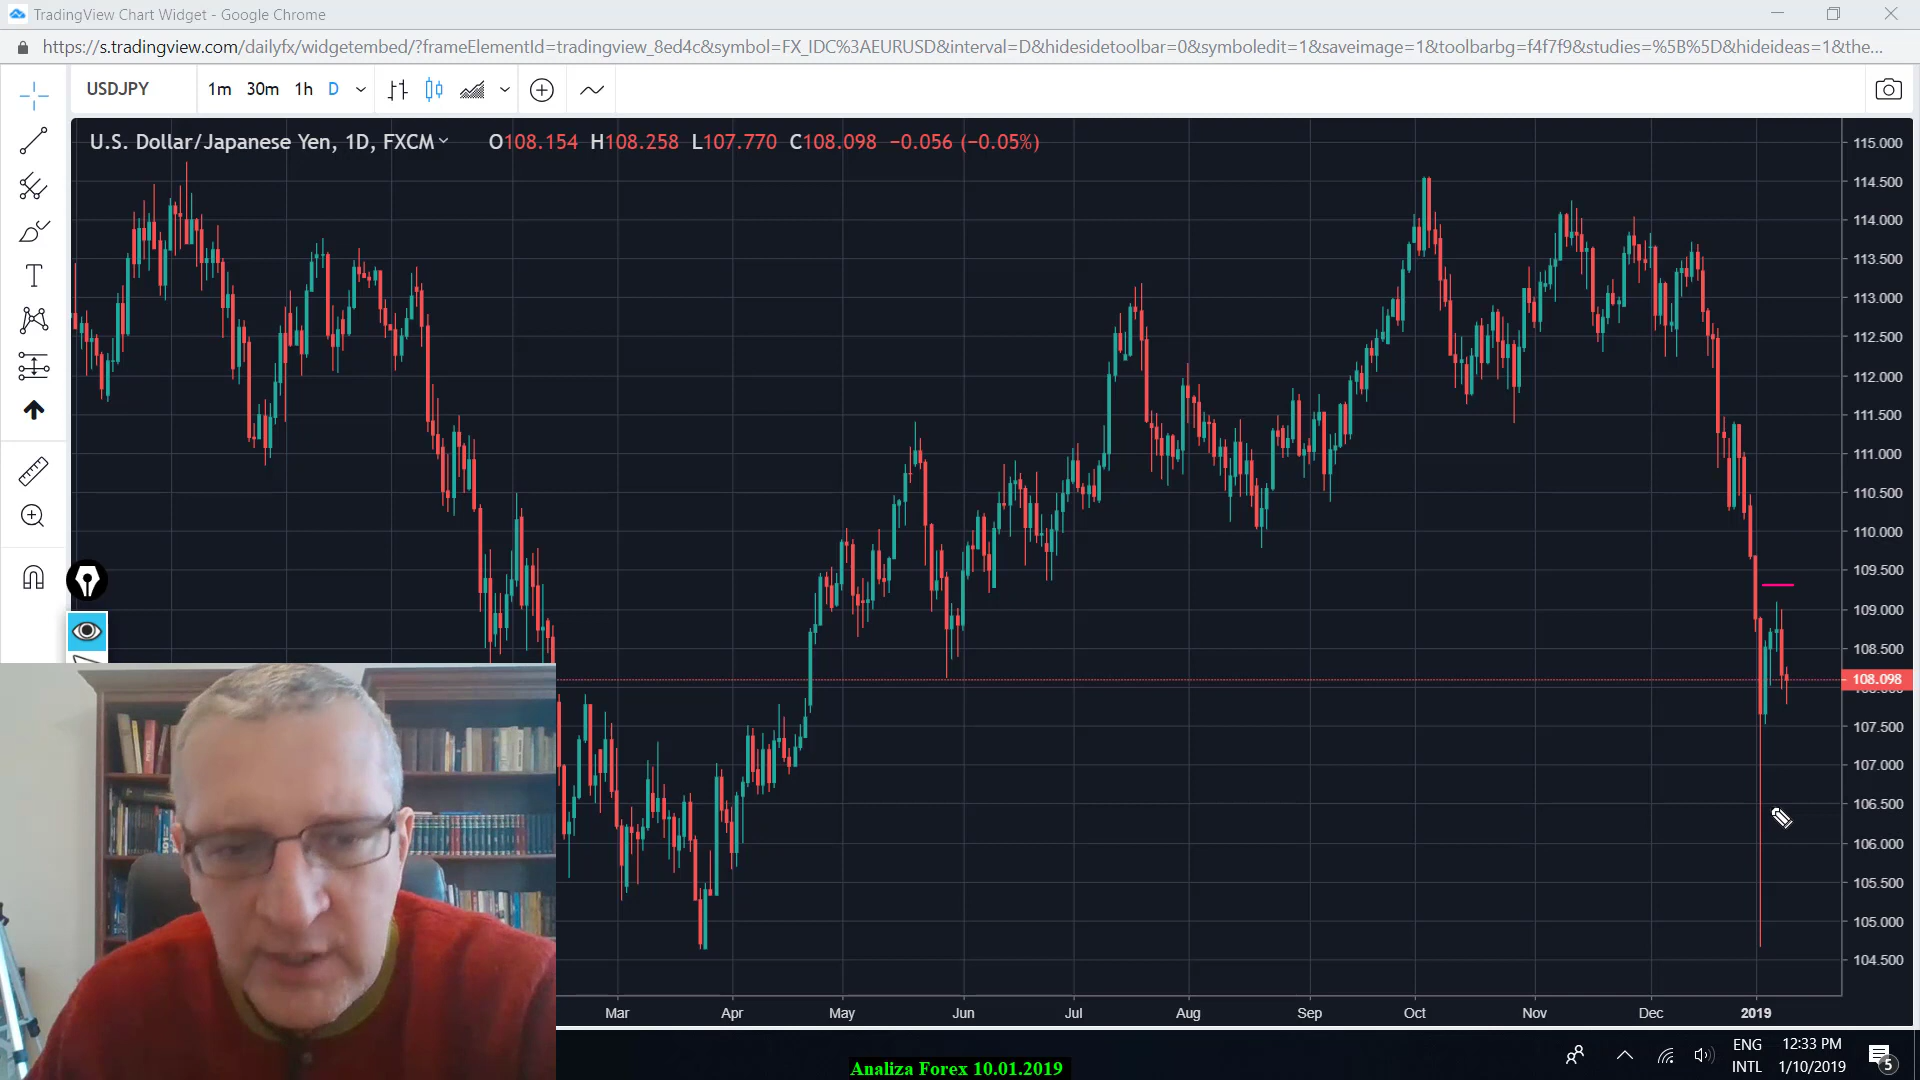 TradingView Chart Widget - Google Chrome
https://s.tradingview.com/dailyfx/widgetembed/?frameElementId=tradingview_8ed4c&symbol=FX_IDC%3AEURUSD&interval=D&hidesidetoolbar=0&symboledit=1&saveimage=1&toolbarbg=f4f7f9&studies=%5B%5D&hideideas=1&the...
USDJPY 1m 30m 1h D
U.S. Dollar/Japanese Yen, 1D, FXCM O108.154 H108.258 L107.770 C108.098 −0.056 (−0.05%)
115.000
114.500
114.000
113.500
113.000
112.500
112.000
111.500
111.000
110.500
110.000
109.500
109.000
108.500
108.098
108.000
107.500
107.000
106.500
106.000
105.500
105.000
104.500
Mar Apr May Jun Jul Aug Sep Oct Nov Dec 2019
Analiza Forex 10.01.2019
ENG
INTL
12:33 PM
1/10/2019
5